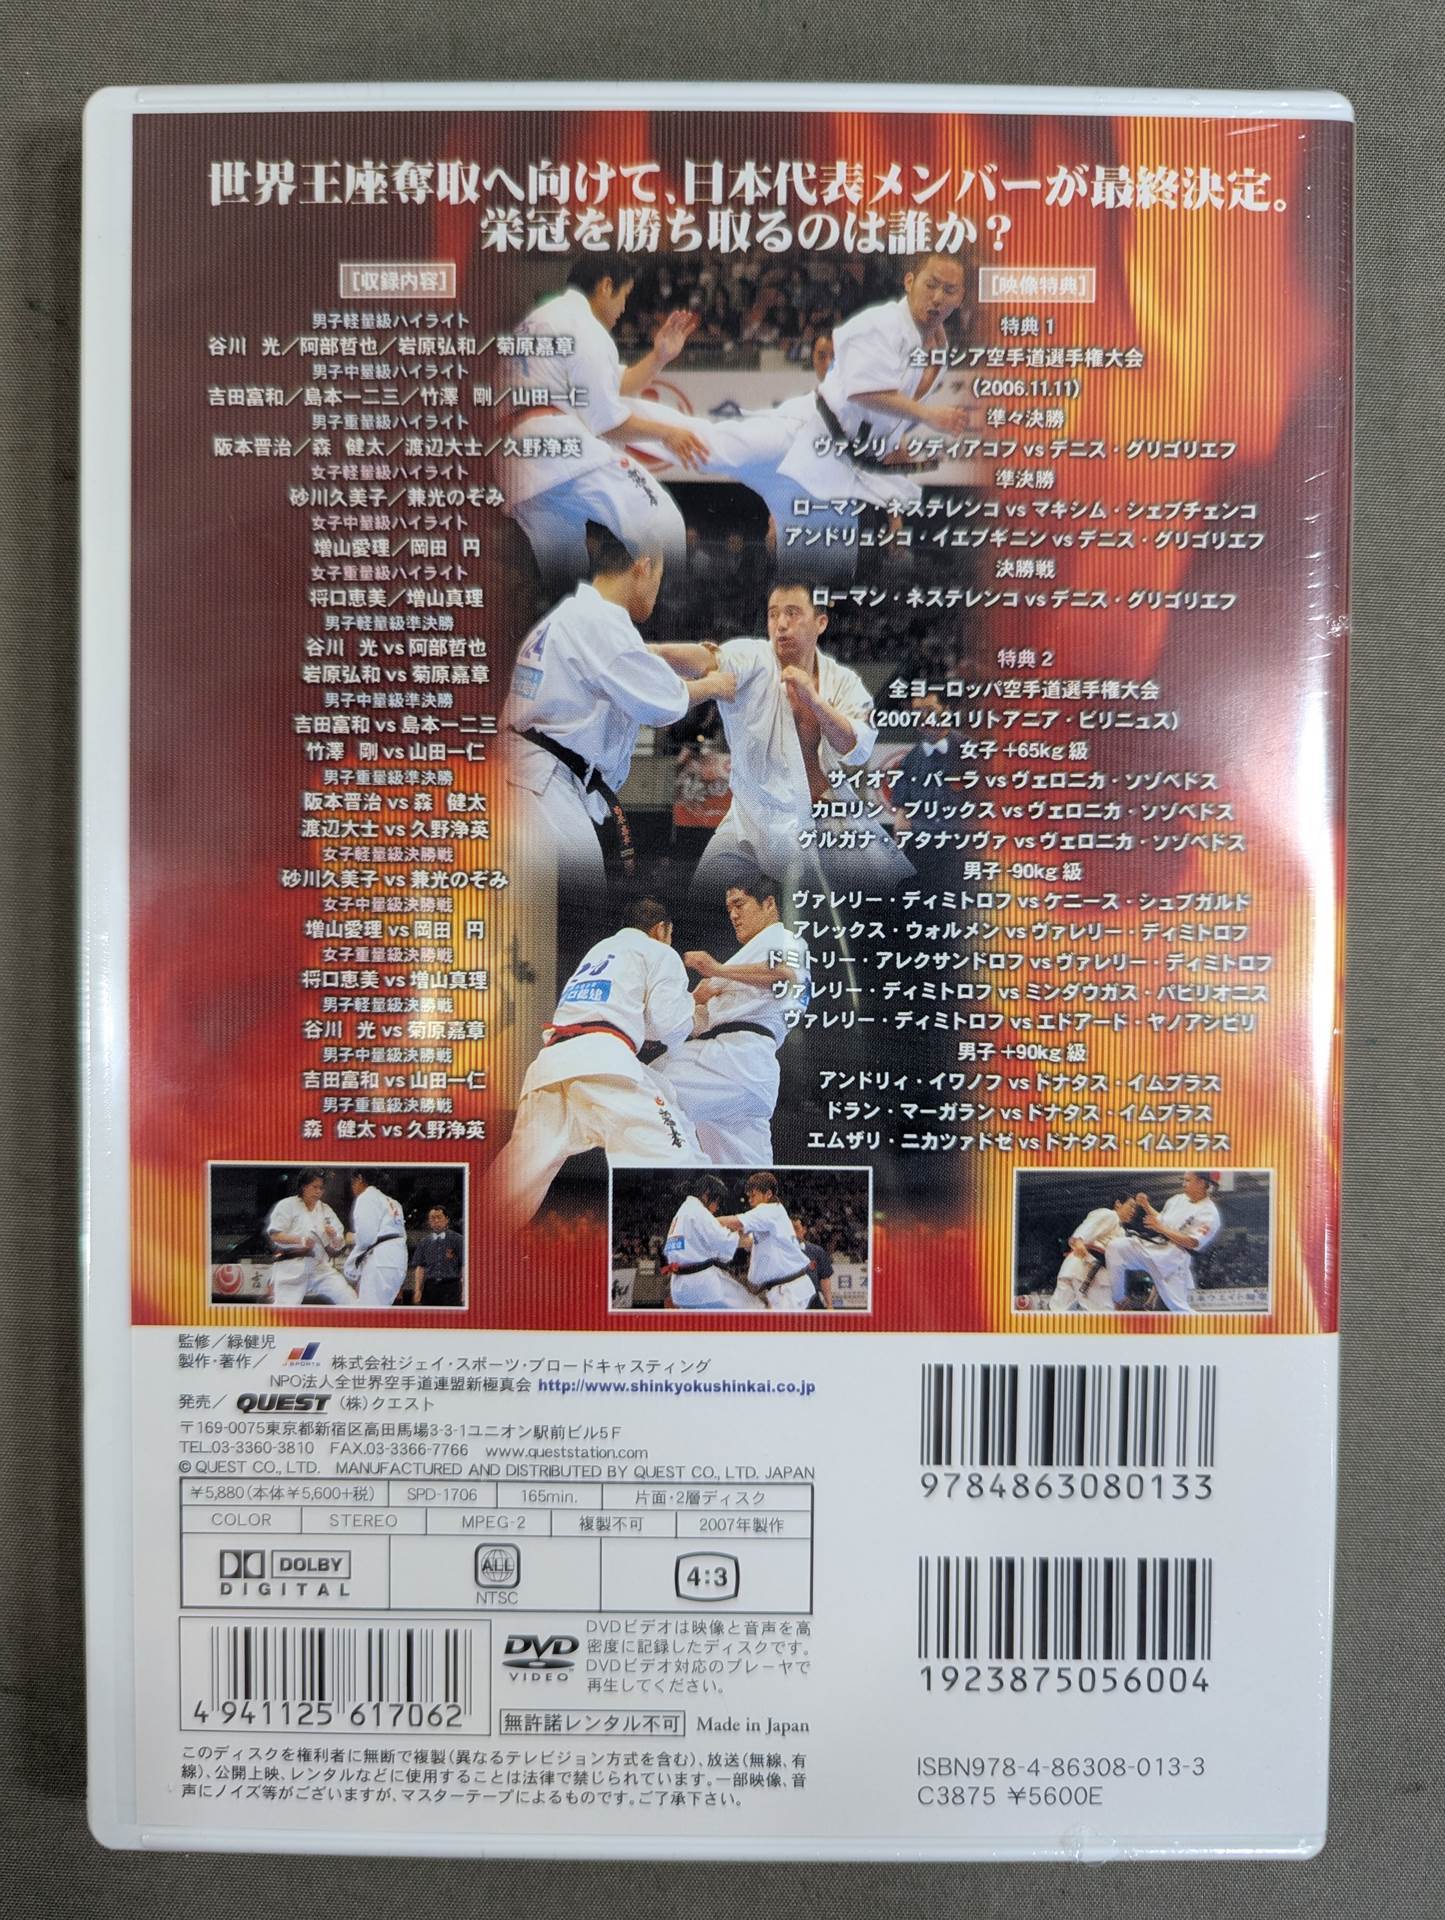 世界王座奪取へ向けて、日本代表メンバーが最終決定。
栄冠を勝ち取るのは誰か?
[収録内容]
男子軽量級ハイライト
谷川 光/阿部哲也/岩原弘和/菊原嘉章
男子中量級ハイライト
吉田富和/島本一二三/竹澤 剛/山田一仁
男子重量級ハイライト
阪本晋治/森 健太/渡辺大士/久野浄英
女子軽量級ハイライト
砂川久美子/兼光のぞみ
女子中量級ハイライト
増山愛理/岡田 円
女子重量級ハイライト
将口恵美/増山真理
男子軽量級準決勝
谷川 光 vs 阿部哲也
岩原弘和 vs 菊原嘉章
男子中量級準決勝
吉田富和 vs 島本一二三
竹澤 剛 vs 山田一仁
男子重量級準決勝
阪本晋治 vs 森 健太
渡辺大士 vs 久野浄英
女子軽量級決勝戦
砂川久美子 vs 兼光のぞみ
女子中量級決勝戦
増山愛理 vs 岡田 円
女子重量級決勝戦
将口恵美 vs 増山真理
男子軽量級決勝戦
谷川 光 vs 菊原嘉章
男子中量級決勝戦
吉田富和 vs 山田一仁
男子重量級決勝戦
森 健太 vs 久野浄英
[映像特典]
特典1
全ロシア空手道選手権大会
(2006.11.11)
準々決勝
ヴァシリ・クディアコフ vs デニス・グリゴリエフ
準決勝
ローマン・ネステレンコ vs マキシム・シェブチェンコ
アンドリュシコ・イエブギニン vs デニス・グリゴリエフ
決勝戦
ローマン・ネステレンコ vs デニス・グリゴリエフ
特典2
全ヨーロッパ空手道選手権大会
(2007.4.21 リトアニア・ビリニュス)
女子 +65kg 級
サイオア・パーラ vs ヴェロニカ・ソゾベドス
カロリン・ブリックス vs ヴェロニカ・ソゾベドス
ゲルガナ・アタナソヴァ vs ヴェロニカ・ソゾベドス
男子 -90kg 級
ヴァレリー・ディミトロフ vs ケニース・シュブガルド
アレックス・ウォルメン vs ヴァレリー・ディミトロフ
ドミトリー・アレクサンドロフ vs ヴァレリー・ディミトロフ
ヴァレリー・ディミトロフ vs ミンダウガス・パビリオニス
ヴァレリー・ディミトロフ vs エドアード・ヤノアシビリ
男子 +90kg 級
アンドリィ・イワノフ vs ドナタス・イムブラス
ドラン・マーガラン vs ドナタス・イムブラス
エムザリ・ニカツァドゼ vs ドナタス・イムブラス
監修/緑健児
製作・著作/ J SPORTS 株式会社ジェイ・スポーツ・ブロードキャスティング
NPO法人全世界空手道連盟新極真会 http://www.shinkyokushinkai.co.jp
発売/ QUEST (株)クエスト
〒169-0075東京都新宿区高田馬場3-3-1ユニオン駅前ビル5F
TEL.03-3360-3810 FAX.03-3366-7766 www.queststation.com
© QUEST CO., LTD. MANUFACTURED AND DISTRIBUTED BY QUEST CO., LTD. JAPAN
¥5,880(本体¥5,600+税) SPD-1706 165min. 片面・2層ディスク
COLOR STEREO MPEG-2 複製不可 2007年製作
DOLBY DIGITAL ALL NTSC 4:3
4 941125 617062
DVD VIDEO
DVDビデオは映像と音声を高
密度に記録したディスクです。
DVDビデオ対応のプレーヤで
再生してください。
無許諾レンタル不可 Made in Japan
このディスクを権利者に無断で複製(異なるテレビジョン方式を含む)、放送(無線、有
線)、公開上映、レンタルなどに使用することは法律で禁じられています。一部映像、音
声にノイズ等がございますが、マスターテープによるものです。ご了承下さい。
9784863080133
1923875056004
ISBN978-4-86308-013-3
C3875 ¥5600E